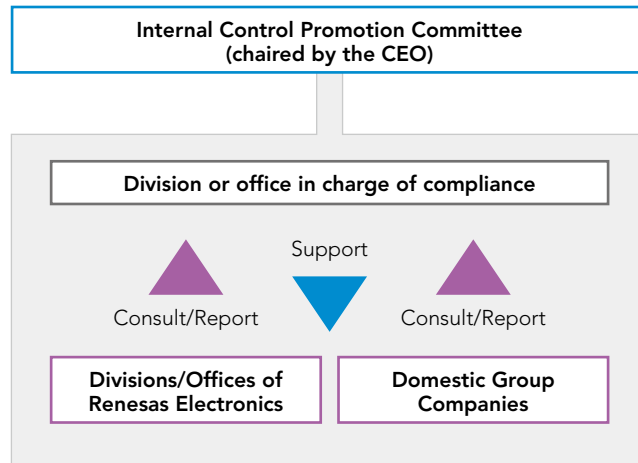 Internal Control Promotion Committee
(chaired by the CEO)
Division or office in charge of compliance
Support
Consult/Report
Consult/Report
Divisions/Offices of
Renesas Electronics
Domestic Group
Companies